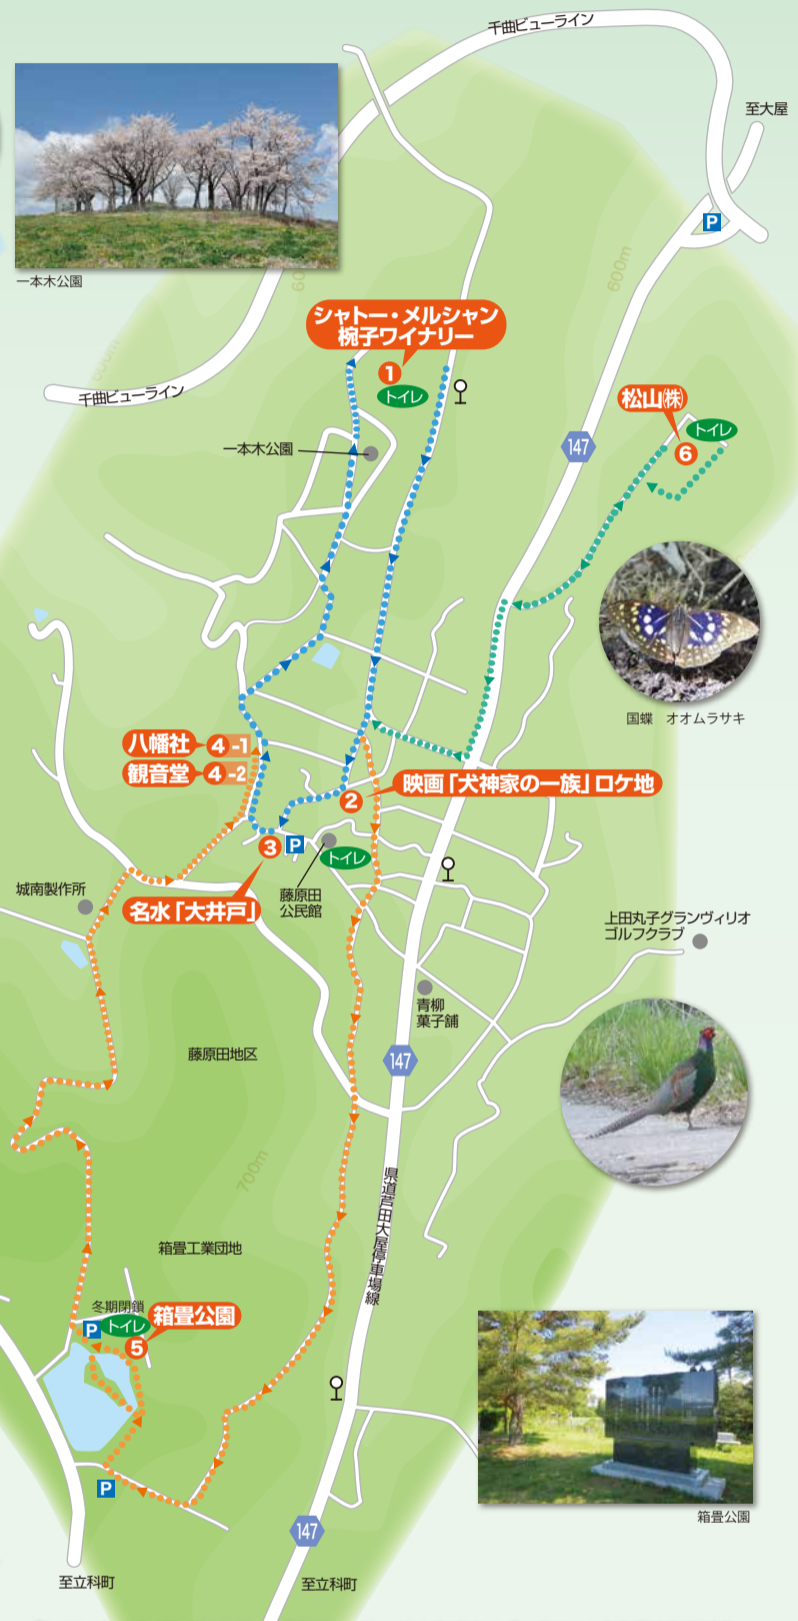 千曲ビューライン
至大屋
P
一本木公園
600m
600m
シャトー・メルシャン
椀子ワイナリー
1
トイレ
千曲ビューライン
松山㈱
トイレ
6
147
一本木公園
国蝶　オオムラサキ
八幡社
4-1
観音堂
4-2
映画「犬神家の一族」ロケ地
2
3
P
トイレ
藤原田
公民館
城南製作所
名水「大井戸」
上田丸子グランヴィリオ
ゴルフクラブ
青柳
菓子舗
藤原田地区
147
700m
県道芦田大屋停車場線
箱畳工業団地
冬期閉鎖
P
トイレ
箱畳公園
5
P
箱畳公園
147
至立科町
至立科町